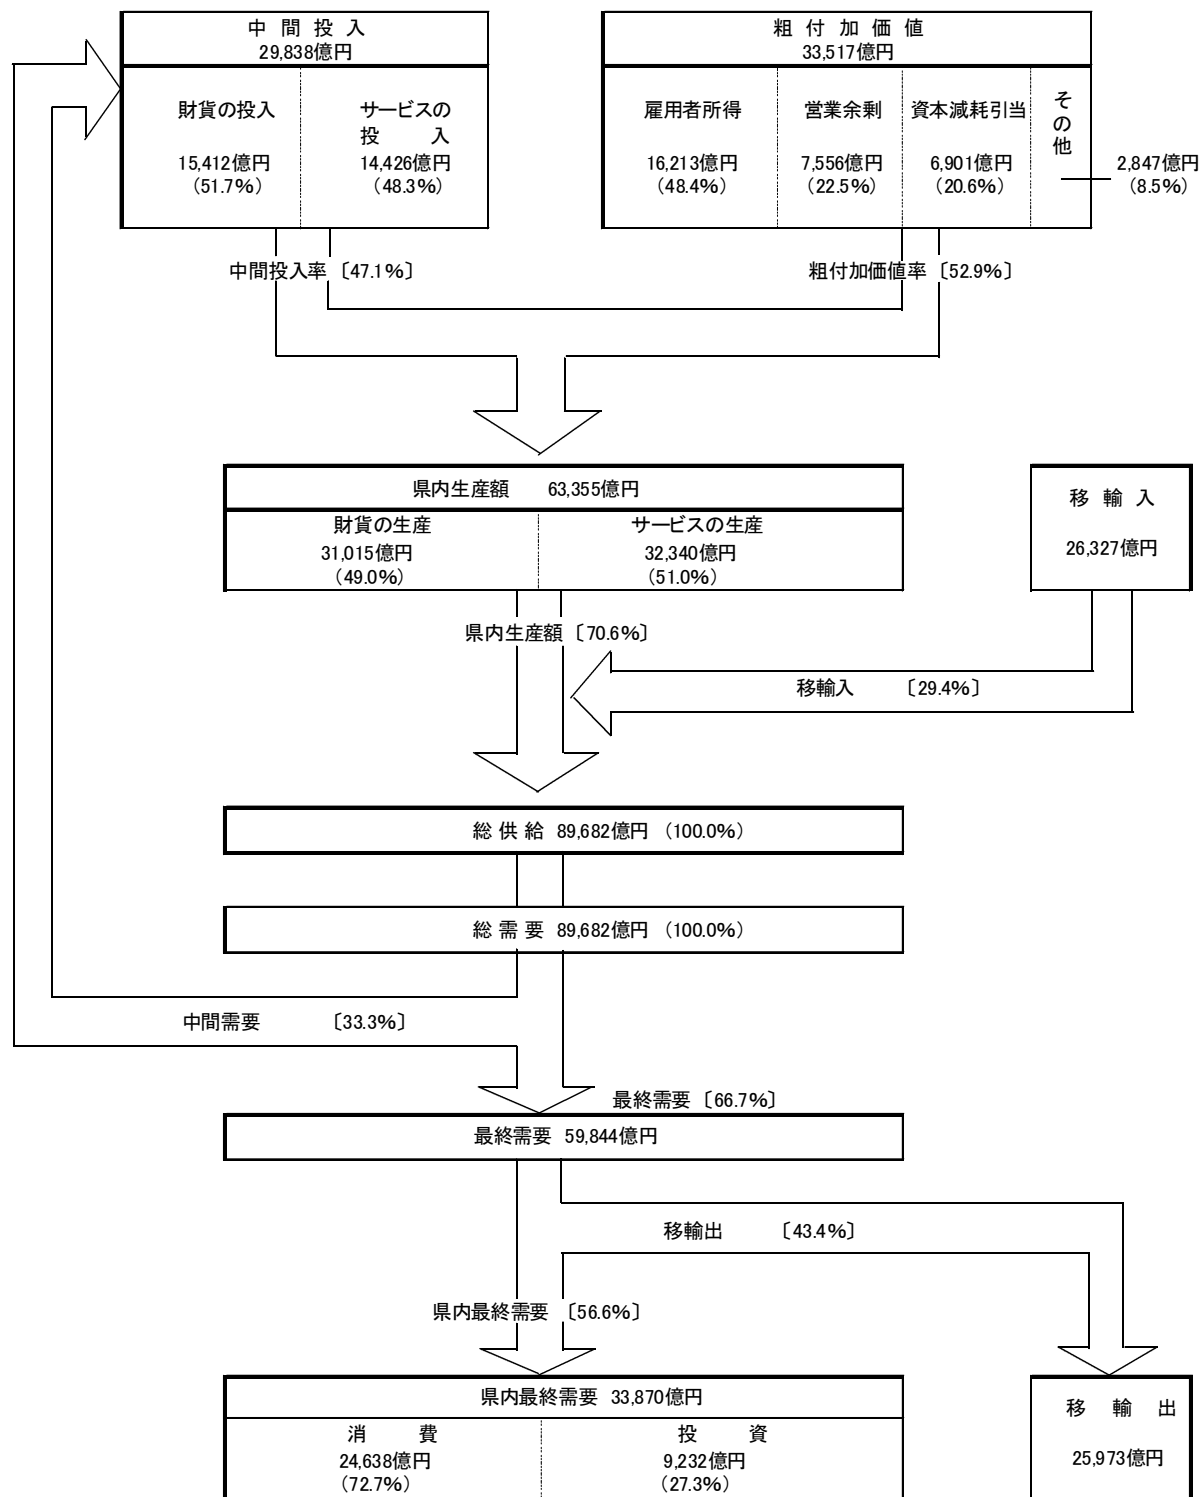 中 間 投 入
29,838億円
粗 付 加 価 値
33,517億円
財貨の投入
15,412億円
(51.7%)
サービスの
投 入
14,426億円
(48.3%)
雇用者所得
16,213億円
(48.4%)
営業余剰
7,556億円
(22.5%)
資本減耗引当
6,901億円
(20.6%)
その他
2,847億円
(8.5%)
中間投入率 〔47.1%〕
粗付加価値率 〔52.9%〕
県内生産額 63,355億円
財貨の生産
31,015億円
(49.0%)
サービスの生産
32,340億円
(51.0%)
移 輸 入
26,327億円
県内生産額 〔70.6%〕
移輸入 〔29.4%〕
総 供 給 89,682億円 (100.0%)
総 需 要 89,682億円 (100.0%)
中間需要 〔33.3%〕
最終需要 〔66.7%〕
最終需要 59,844億円
移輸出 〔43.4%〕
県内最終需要 〔56.6%〕
県内最終需要 33,870億円
消 費
24,638億円
(72.7%)
投 資
9,232億円
(27.3%)
移 輸 出
25,973億円